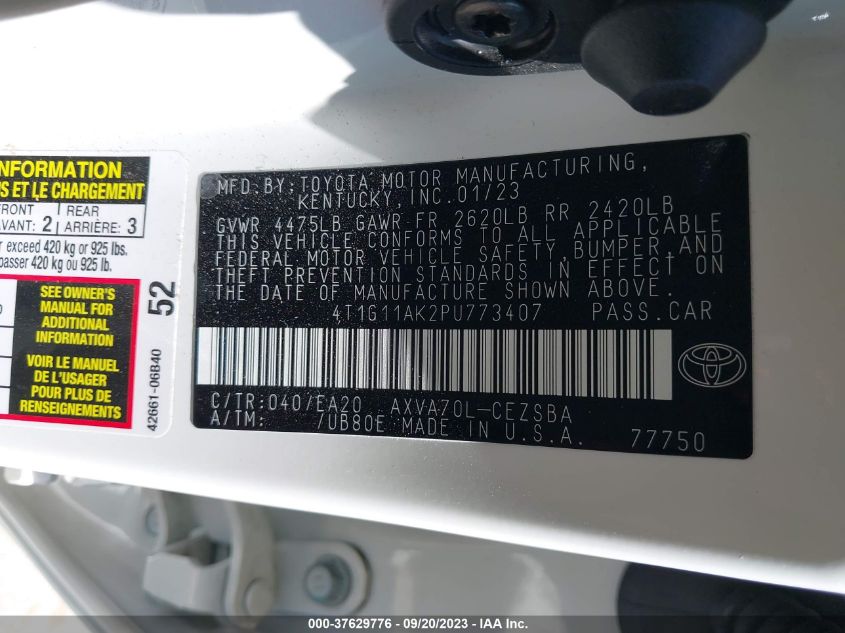 INFORMATION
S ET LE CHARGEMENT
FRONT
AVANT: 2
REAR
ARRIÈRE: 3
r exceed 420 kg or 925 lbs.
passer 420 kg ou 925 lb.
SEE OWNER'S
MANUAL FOR
ADDITIONAL
INFORMATION
VOIR LE MANUEL
DE L'USAGER
POUR PLUS DE
RENSEIGNEMENTS
52
42661-06B40
MFD. BY: TOYOTA MOTOR MANUFACTURING,
KENTUCKY, INC. 01/23
GVWR 4475LB GAWR FR 2620LB RR 2420LB
THIS VEHICLE CONFORMS TO ALL APPLICABLE
FEDERAL MOTOR VEHICLE SAFETY, BUMPER, AND
THEFT PREVENTION STANDARDS IN EFFECT ON
THE DATE OF MANUFACTURE SHOWN ABOVE.
4T1G11AK2PU773407 PASS. CAR
C/TR: 040/EA20 AXVA70L-CEZSBA
A/TM: /UB80E MADE IN U.S.A. 77750
000-37629776 - 09/20/2023 - IAA Inc.